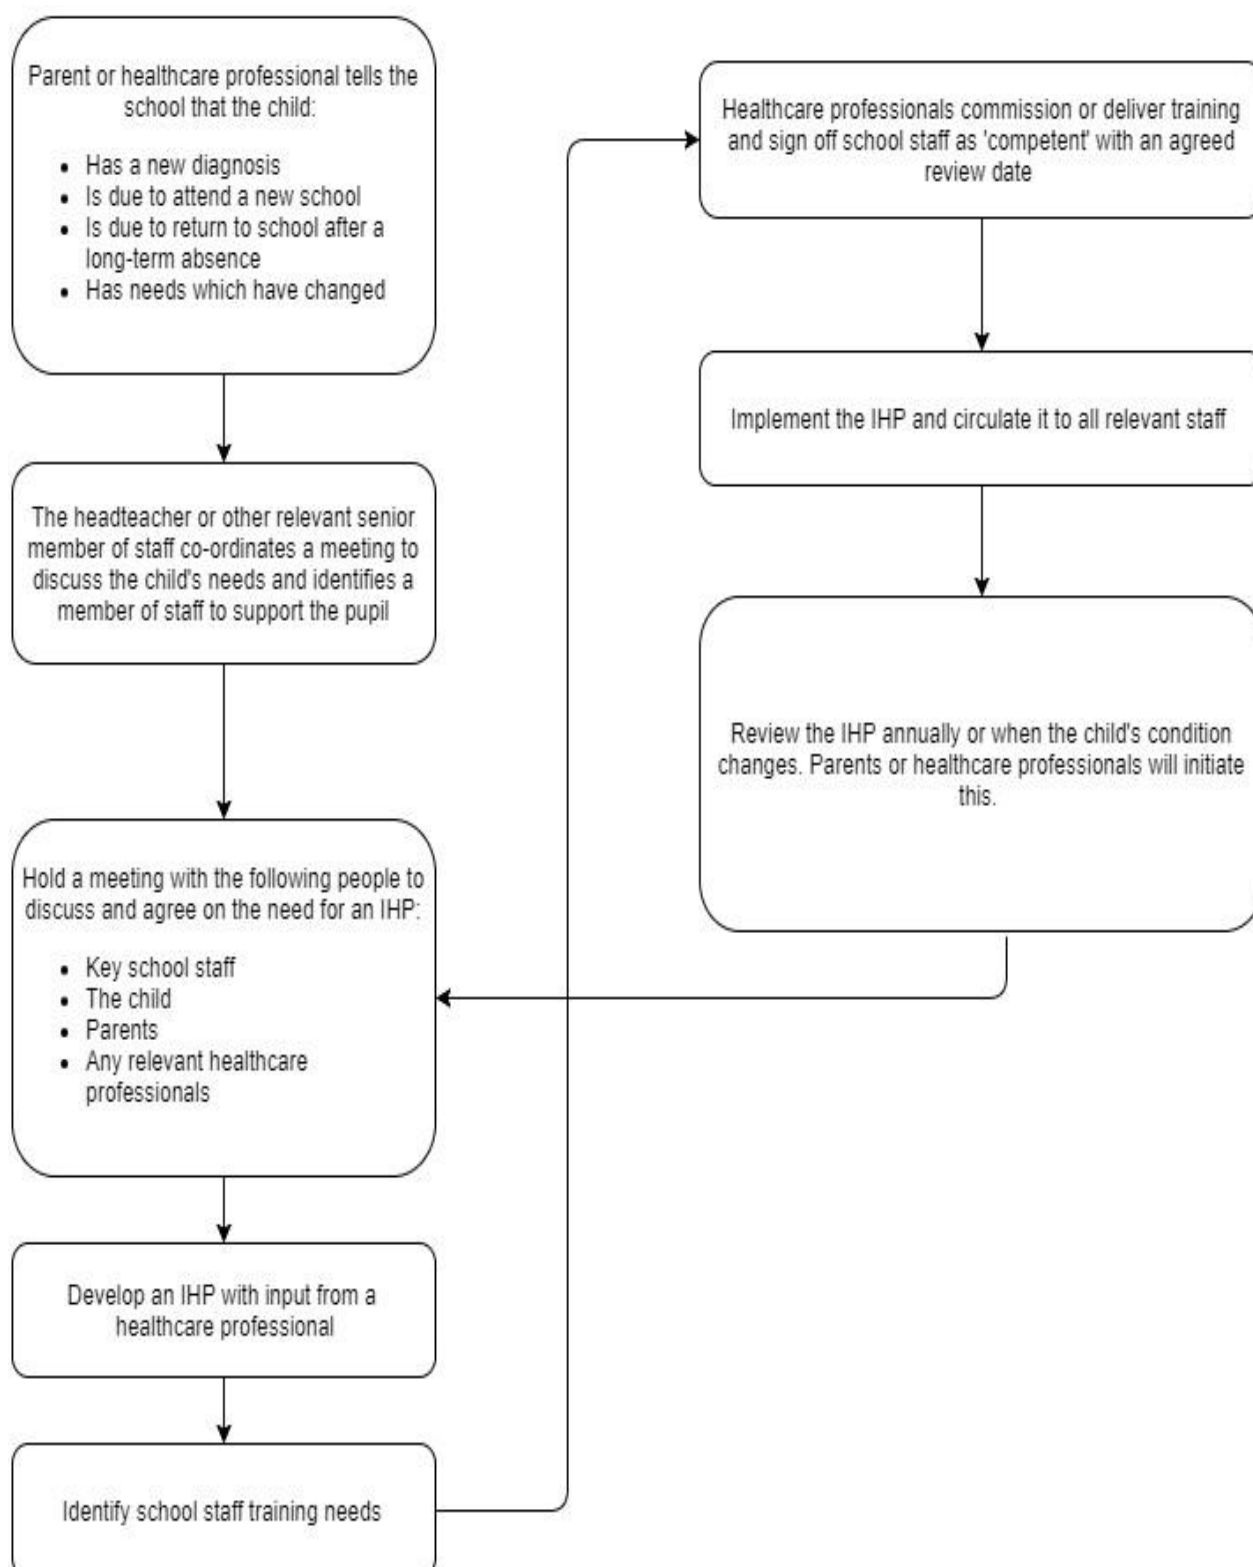 Parent or healthcare professional tells the
school that the child:
• Has a new diagnosis
• Is due to attend a new school
• Is due to return to school after a
long-term absence
• Has needs which have changed
The headteacher or other relevant senior
member of staff co-ordinates a meeting to
discuss the child's needs and identifies a
member of staff to support the pupil
Hold a meeting with the following people to
discuss and agree on the need for an IHP:
• Key school staff
• The child
• Parents
• Any relevant healthcare
professionals
Develop an IHP with input from a
healthcare professional
Identify school staff training needs
Healthcare professionals commission or deliver training
and sign off school staff as 'competent' with an agreed
review date
Implement the IHP and circulate it to all relevant staff
Review the IHP annually or when the child's condition
changes. Parents or healthcare professionals will initiate
this.